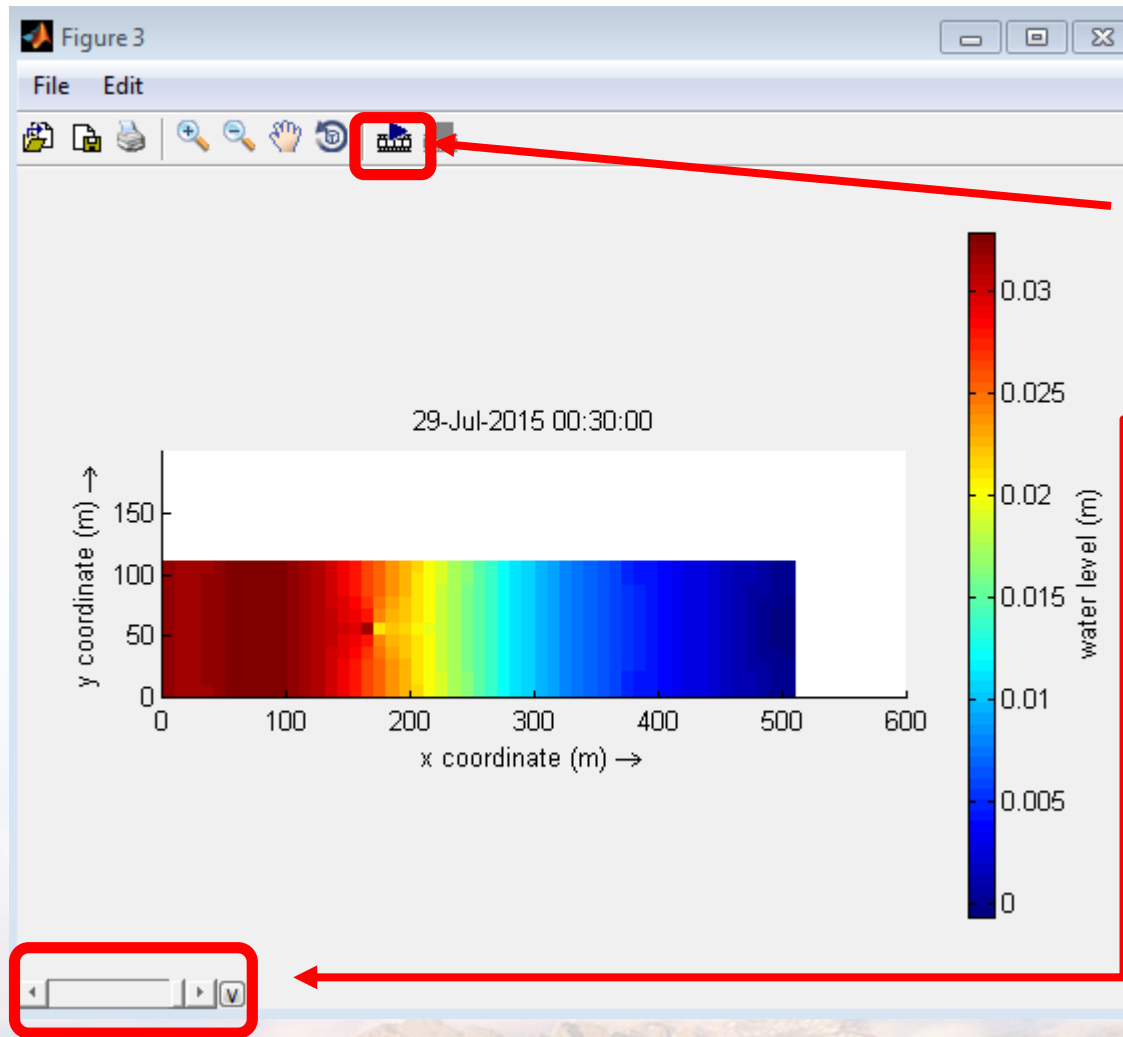 Figure 3
File Edit
29-Jul-2015 00:30:00
y coordinate (m) →
150
100
50
0
0 100 200 300 400 500 600
x coordinate (m) →
0.03
0.025
0.02
0.015
0.01
0.005
0
water level (m)
V